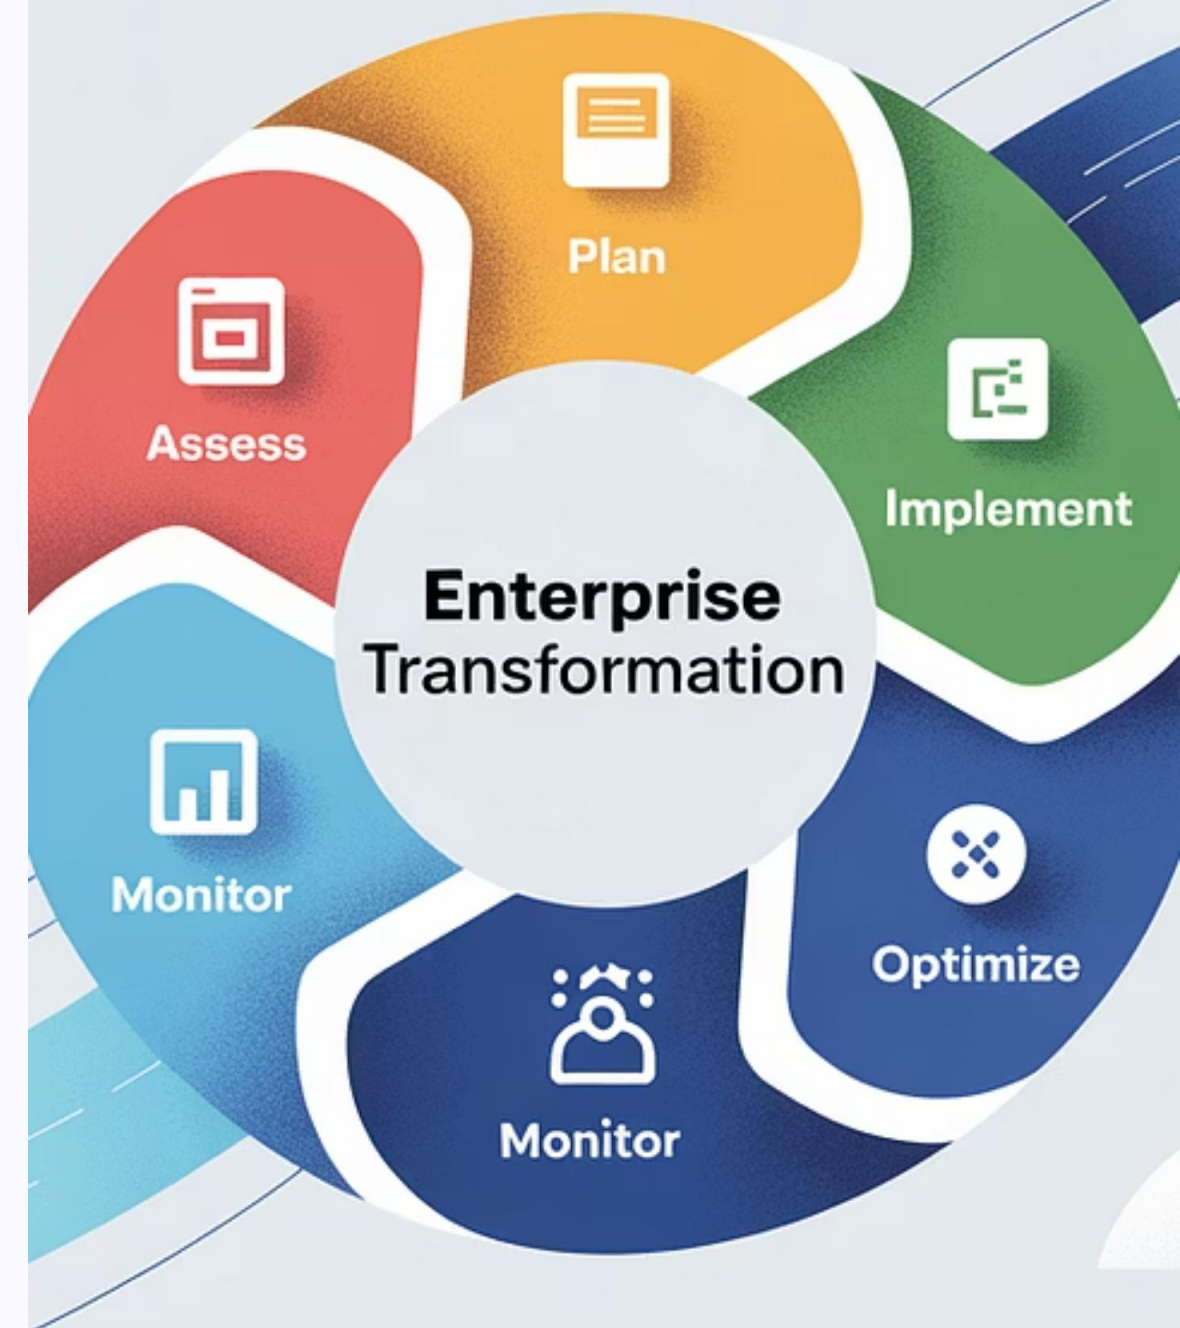 Plan
Assess
Implement
Enterprise
Transformation
Monitor
Optimize
Monitor